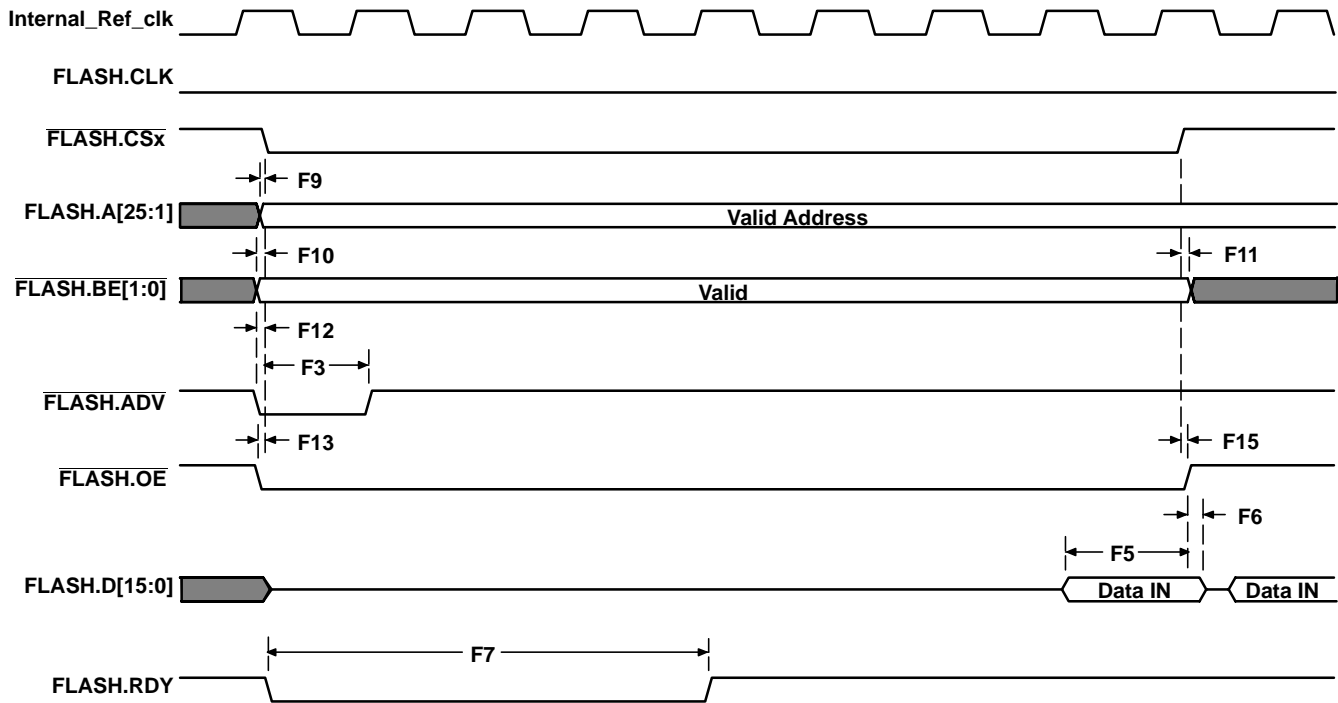 Internal_Ref_clk
FLASH.CLK
FLASH.CSx
F9
FLASH.A[25:1]
Valid Address
F10
F11
FLASH.BE[1:0]
Valid
F12
F3
FLASH.ADV
F13
F15
FLASH.OE
F6
F5
FLASH.D[15:0]
Data IN
Data IN
F7
FLASH.RDY